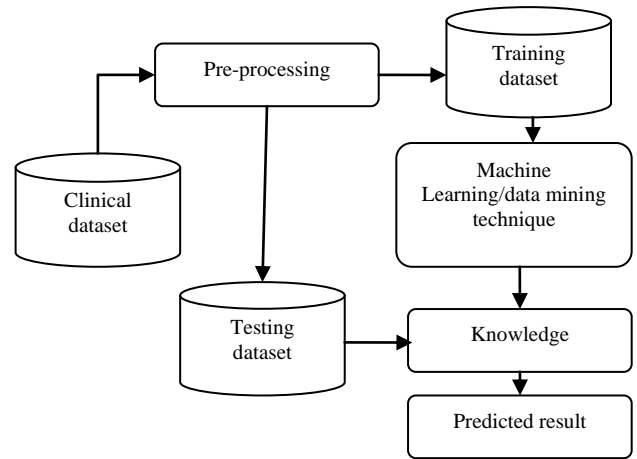 Pre-processing
Training
dataset
Clinical
dataset
Machine
Learning/data mining
technique
Testing
dataset
Knowledge
Predicted result